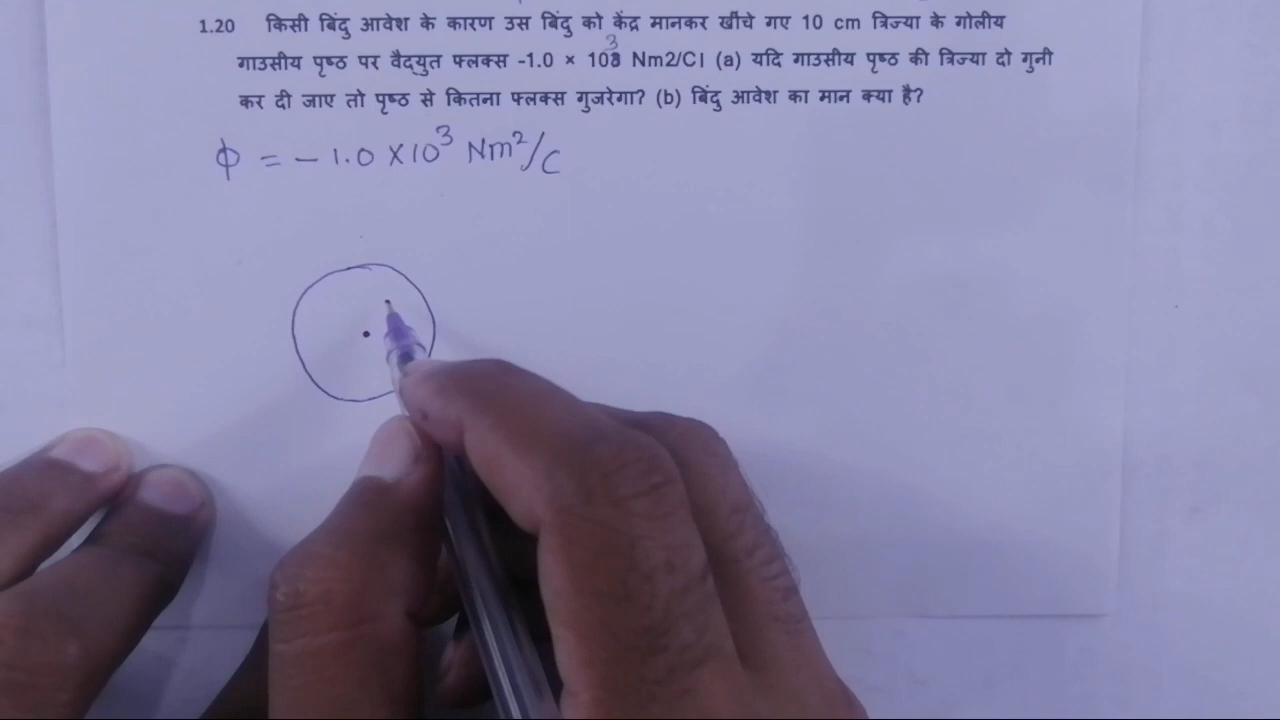 1.20 किसी बिंदु आवेश के कारण उस बिंदु को केंद्र मानकर खींचे गए 10 cm त्रिज्या के गोलीय
गाउसीय पृष्ठ पर वैद्युत फ्लक्स -1.0 × 103 Nm2/C। (a) यदि गाउसीय पृष्ठ की त्रिज्या दो गुनी
कर दी जाए तो पृष्ठ से कितना फ्लक्स गुजरेगा? (b) बिंदु आवेश का मान क्या है?
ϕ = - 1.0 X10³ Nm²/C